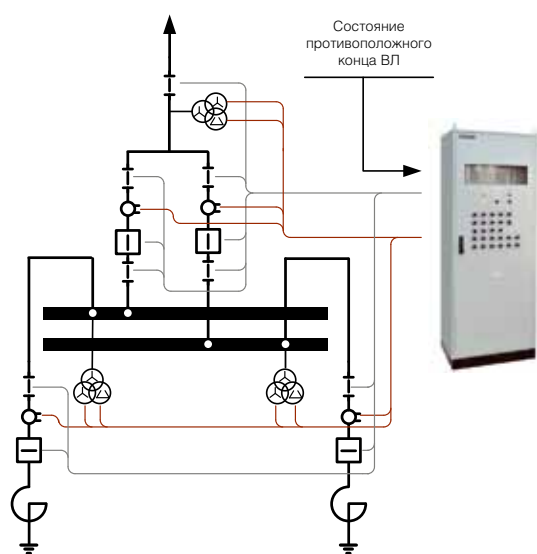 Состояние
противоположного
конца ВЛ